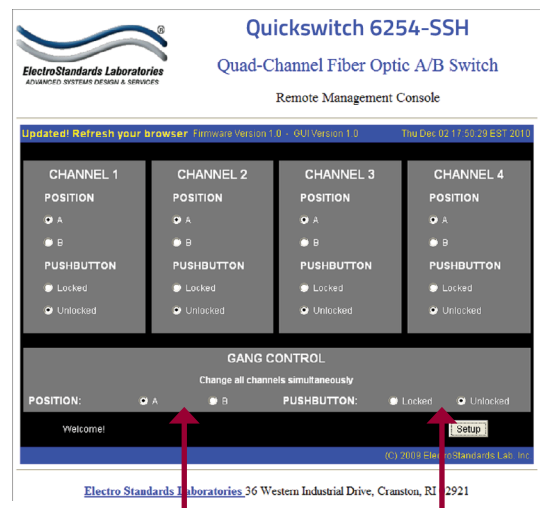 ®
Quickswitch 6254-SSH
ElectroStandards Laboratories
ADVANCED SYSTEMS DESIGN & SERVICES
Quad-Channel Fiber Optic A/B Switch
Remote Management Console
Updated! Refresh your browser Firmware Version 1.0 - GUI Version 1.0 Thu Dec 02 17:50:29 EST 2010
CHANNEL 1
POSITION
A
B
PUSHBUTTON
Locked
Unlocked
CHANNEL 2
POSITION
A
B
PUSHBUTTON
Locked
Unlocked
CHANNEL 3
POSITION
A
B
PUSHBUTTON
Locked
Unlocked
CHANNEL 4
POSITION
A
B
PUSHBUTTON
Locked
Unlocked
GANG CONTROL
Change all channels simultaneously
POSITION: A B PUSHBUTTON: Locked Unlocked
Welcome! Setup
(C) 2009 ElectroStandards Lab. Inc
Electro Standards Laboratories 36 Western Industrial Drive, Cranston, RI 02921